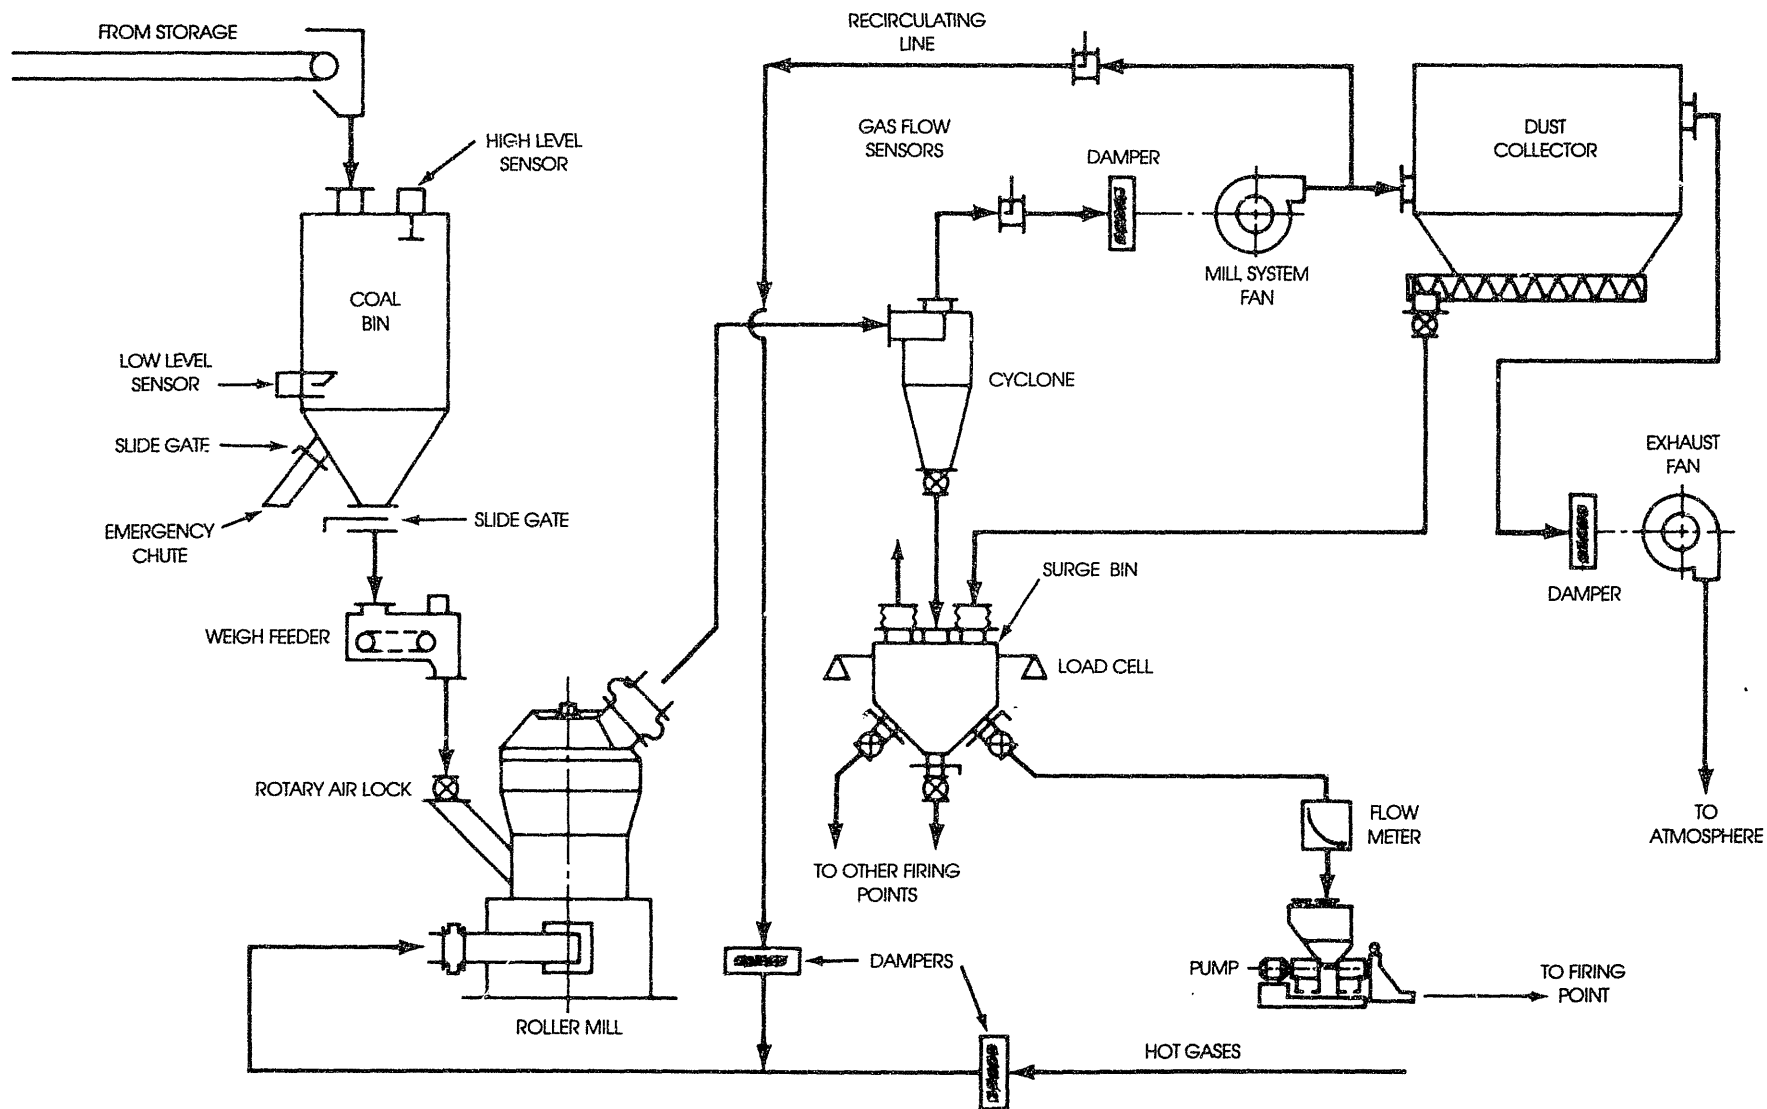 FROM STORAGE
RECIRCULATING
LINE
HIGH LEVEL
SENSOR
GAS FLOW
SENSORS
DAMPER
DUST
COLLECTOR
MILL SYSTEM
FAN
COAL
BIN
LOW LEVEL
SENSOR
CYCLONE
SLIDE GATE
EXHAUST
FAN
SLIDE GATE
EMERGENCY
CHUTE
SURGE BIN
DAMPER
WEIGH FEEDER
LOAD CELL
ROTARY AIR LOCK
FLOW
METER
TO
ATMOSPHERE
TO OTHER FIRING
POINTS
DAMPERS
PUMP
TO FIRING
POINT
ROLLER MILL
HOT GASES